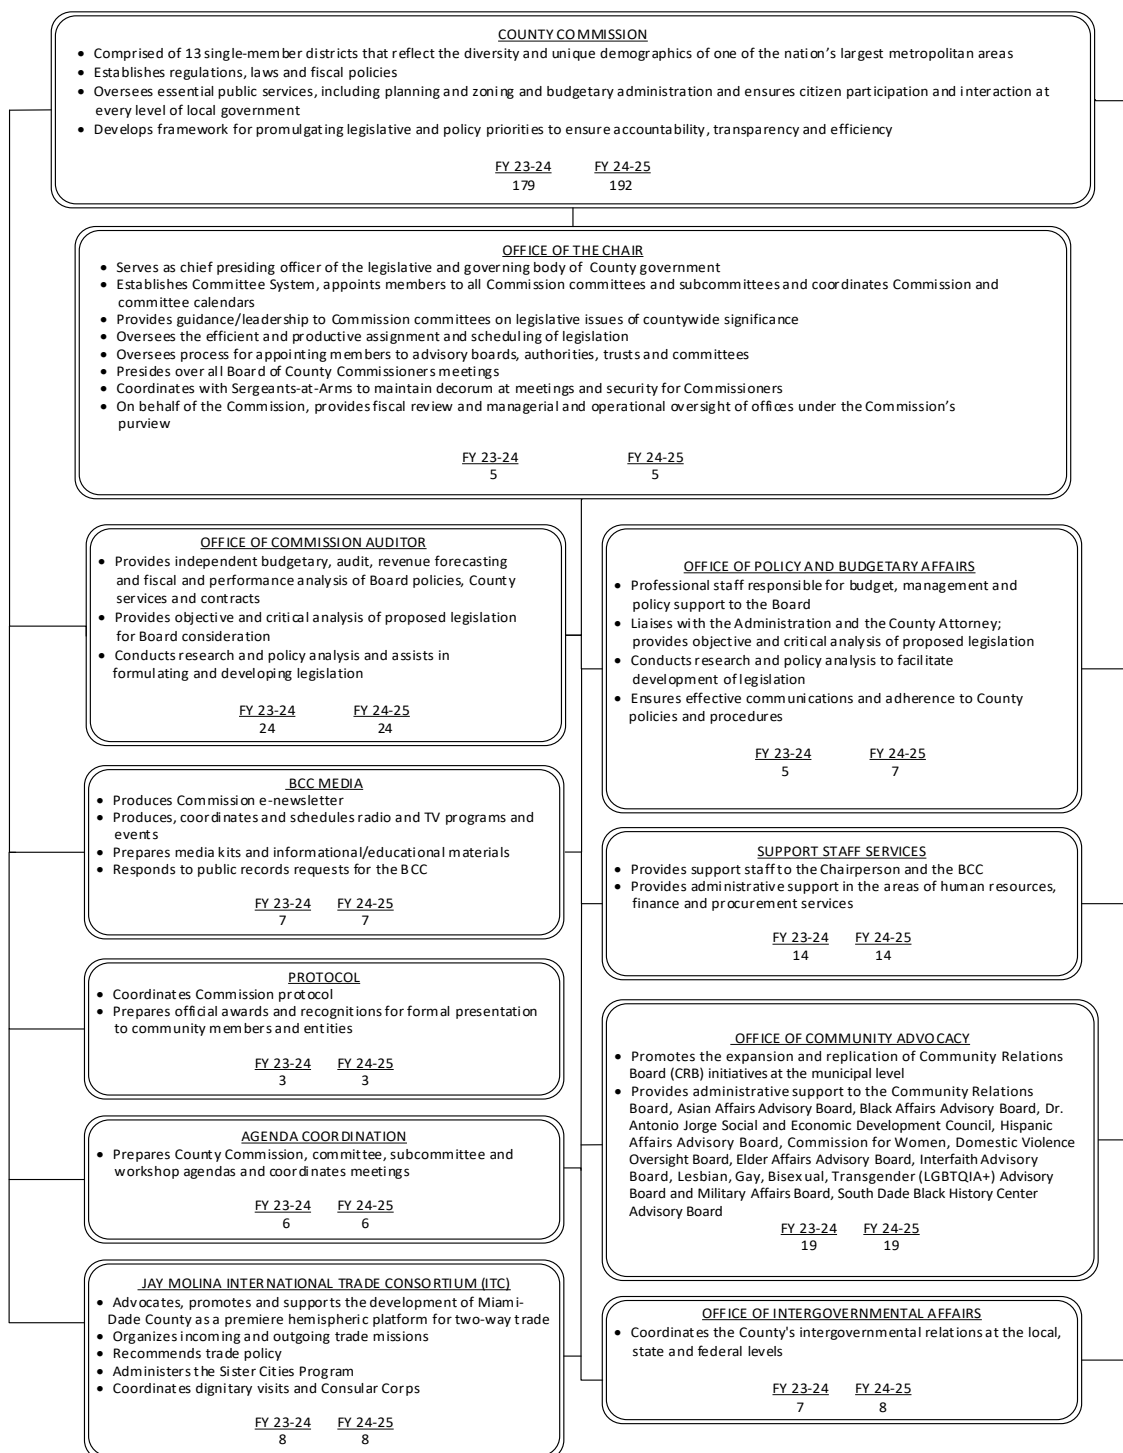 COUNTY COMMISSION
• Comprised of 13 single-member districts that reflect the diversity and unique demographics of one of the nation's largest metropolitan areas
• Establishes regulations, laws and fiscal policies
• Oversees essential public services, including planning and zoning and budgetary administration and ensures citizen participation and interaction at
every level of local government
• Develops framework for promulgating legislative and policy priorities to ensure accountability, transparency and efficiency
FY 23-24 FY 24-25
179 192
OFFICE OF THE CHAIR
• Serves as chief presiding officer of the legislative and governing body of County government
• Establishes Committee System, appoints members to all Commission committees and subcommittees and coordinates Commission and
committee calendars
• Provides guidance/leadership to Commission committees on legislative issues of countywide significance
• Oversees the efficient and productive assignment and scheduling of legislation
• Oversees process for appointing members to advisory boards, authorities, trusts and committees
• Presides over all Board of County Commissioners meetings
• Coordinates with Sergeants-at-Arms to maintain decorum at meetings and security for Commissioners
• On behalf of the Commission, provides fiscal review and managerial and operational oversight of offices under the Commission's
purview
FY 23-24 FY 24-25
5 5
OFFICE OF COMMISSION AUDITOR
• Provides independent budgetary, audit, revenue forecasting
and fiscal and performance analysis of Board policies, County
services and contracts
• Provides objective and critical analysis of proposed legislation
for Board consideration
• Conducts research and policy analysis and assists in
formulating and developing legislation
FY 23-24 FY 24-25
24 24
OFFICE OF POLICY AND BUDGETARY AFFAIRS
• Professional staff responsible for budget, management and
policy support to the Board
• Liaises with the Administration and the County Attorney;
provides objective and critical analysis of proposed legislation
• Conducts research and policy analysis to facilitate
development of legislation
• Ensures effective communications and adherence to County
policies and procedures
FY 23-24 FY 24-25
5 7
BCC MEDIA
• Produces Commission e-newsletter
• Produces, coordinates and schedules radio and TV programs and
events
• Prepares media kits and informational/educational materials
• Responds to public records requests for the BCC
FY 23-24 FY 24-25
7 7
SUPPORT STAFF SERVICES
• Provides support staff to the Chairperson and the BCC
• Provides administrative support in the areas of human resources,
finance and procurement services
FY 23-24 FY 24-25
14 14
PROTOCOL
• Coordinates Commission protocol
• Prepares official awards and recognitions for formal presentation
to community members and entities
FY 23-24 FY 24-25
3 3
OFFICE OF COMMUNITY ADVOCACY
• Promotes the expansion and replication of Community Relations
Board (CRB) initiatives at the municipal level
• Provides administrative support to the Community Relations
Board, Asian Affairs Advisory Board, Black Affairs Advisory Board, Dr.
Antonio Jorge Social and Economic Development Council, Hispanic
Affairs Advisory Board, Commission for Women, Domestic Violence
Oversight Board, Elder Affairs Advisory Board, Interfaith Advisory
Board, Lesbian, Gay, Bisexual, Transgender (LGBTQIA+) Advisory
Board and Military Affairs Board, South Dade Black History Center
Advisory Board
FY 23-24 FY 24-25
19 19
AGENDA COORDINATION
• Prepares County Commission, committee, subcommittee and
workshop agendas and coordinates meetings
FY 23-24 FY 24-25
6 6
JAY MOLINA INTERNATIONAL TRADE CONSORTIUM (ITC)
• Advocates, promotes and supports the development of Miami-
Dade County as a premiere hemispheric platform for two-way trade
• Organizes incoming and outgoing trade missions
• Recommends trade policy
• Administers the Sister Cities Program
• Coordinates dignitary visits and Consular Corps
FY 23-24 FY 24-25
8 8
OFFICE OF INTERGOVERNMENTAL AFFAIRS
• Coordinates the County's intergovernmental relations at the local,
state and federal levels
FY 23-24 FY 24-25
7 8